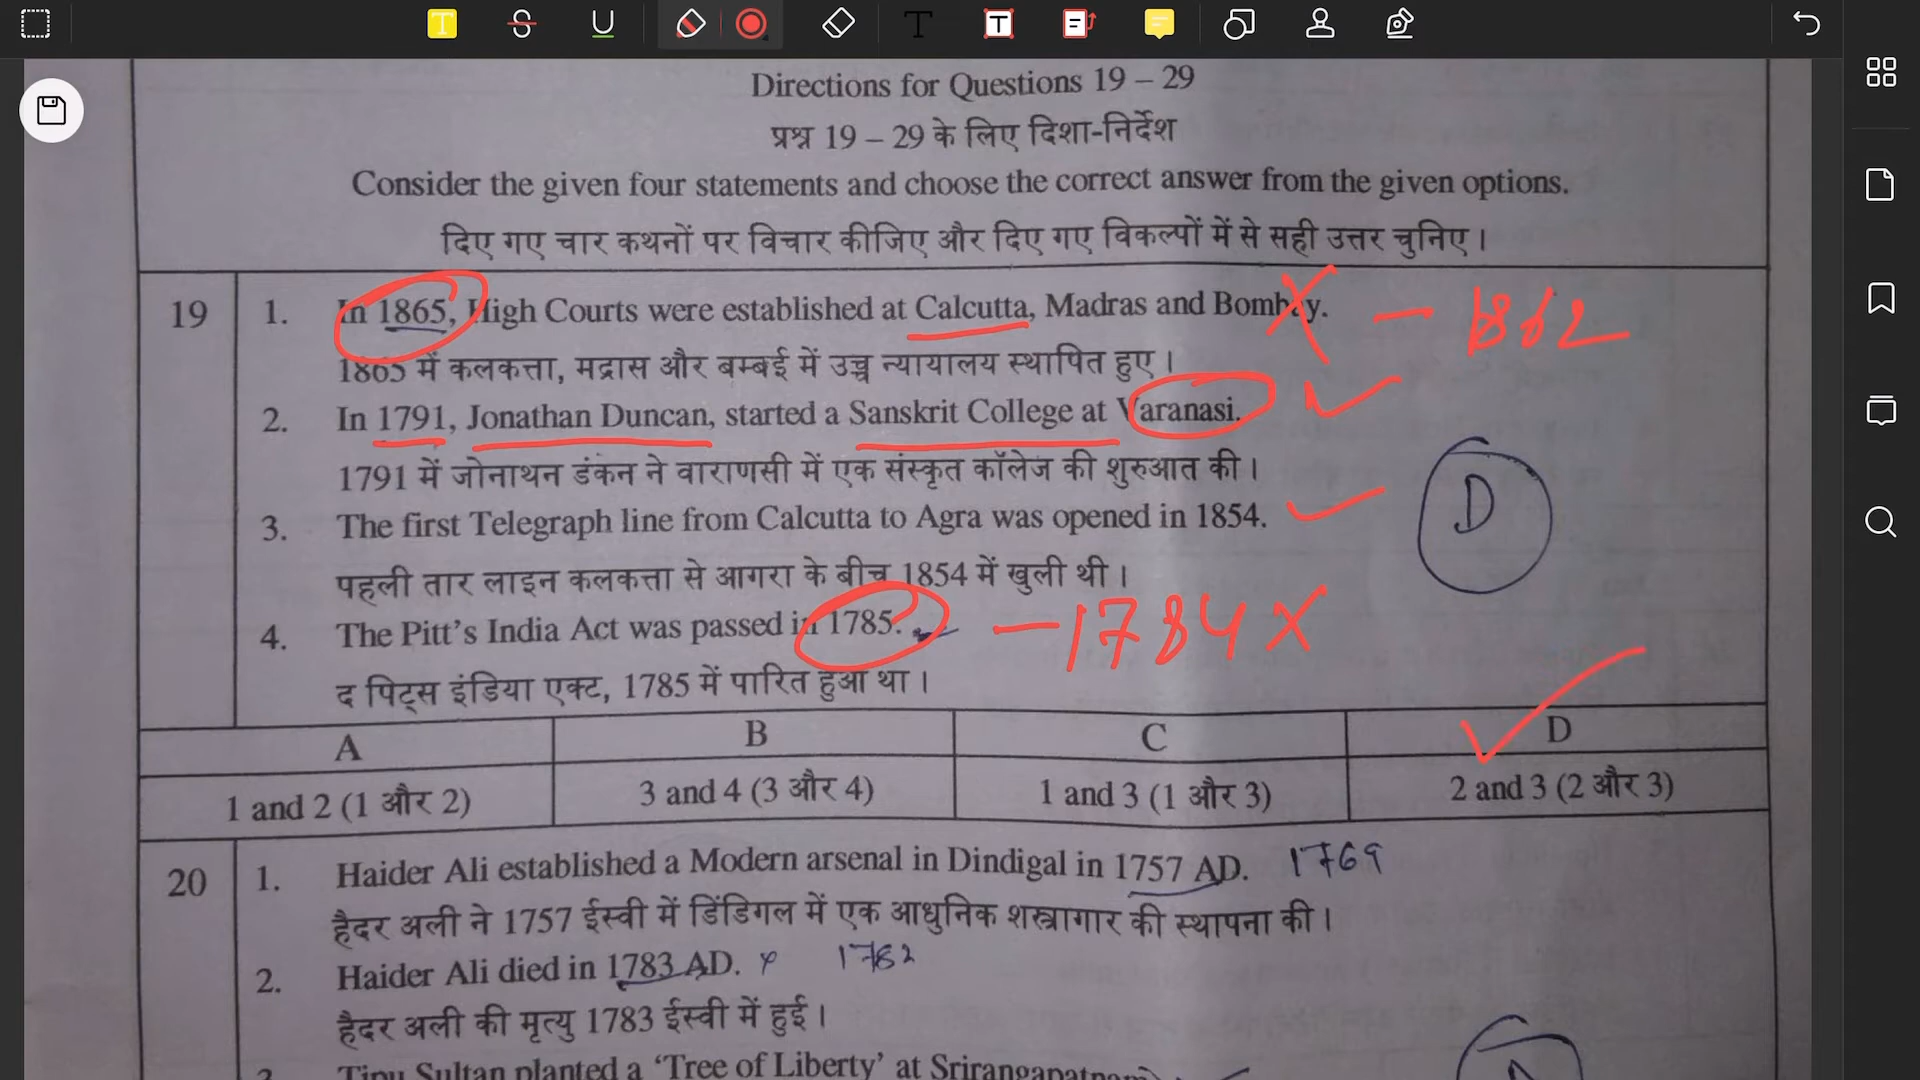 Directions for Questions 19 – 29
प्रश्न 19 – 29 के लिए दिशा-निर्देश
Consider the given four statements and choose the correct answer from the given options.
दिए गए चार कथनों पर विचार कीजिए और दिए गए विकल्पों में से सही उत्तर चुनिए।
19 1. In 1865, High Courts were established at Calcutta, Madras and Bombay. X – 1862
1865 में कलकत्ता, मद्रास और बम्बई में उच्च न्यायालय स्थापित हुए।
2. In 1791, Jonathan Duncan, started a Sanskrit College at Varanasi.
1791 में जोनाथन डंकन ने वाराणसी में एक संस्कृत कॉलेज की शुरुआत की।
D
3. The first Telegraph line from Calcutta to Agra was opened in 1854.
पहली तार लाइन कलकत्ता से आगरा के बीच 1854 में खुली थी।
4. The Pitt's India Act was passed in 1785. – 1784 X
द पिट्स इंडिया एक्ट, 1785 में पारित हुआ था।
A B C D
1 and 2 (1 और 2) 3 and 4 (3 और 4) 1 and 3 (1 और 3) 2 and 3 (2 और 3)
20 1. Haider Ali established a Modern arsenal in Dindigal in 1757 AD. 1769
हैदर अली ने 1757 ईस्वी में डिंडिगल में एक आधुनिक शस्त्रागार की स्थापना की।
2. Haider Ali died in 1783 AD. 1782
हैदर अली की मृत्यु 1783 ईस्वी में हुई।
Tipu Sultan planted a 'Tree of Liberty' at Srirangapatnam